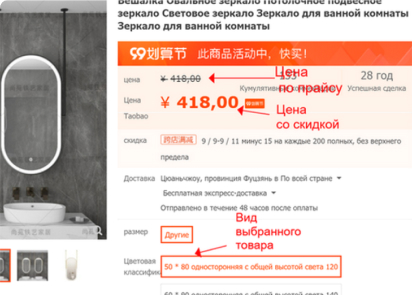 Вешалка Овальное зеркало Потолочное подвесное
зеркало Световое зеркало Зеркало для ванной комнаты
Зеркало для ванной комнаты
99划算节 此商品活动中，快买！
цена ¥ 418,00
Цена
по прайсу
28 год
Кумулятивные
Успешная сделка
Цена
Taobao
¥ 418,00
Цена
со скидкой
скидка 跨店满减 9 / 9-9 / 11 минус 15 на каждые 200 полных, без верхнего
предела
Доставка Цюаньчжоу, провинция Фуцзянь в По всей стране
Бесплатная экспресс-доставка
Отправлено в течение 48 часов после оплаты
Вид
выбранного
товара
размер Другие
Цветовая
классифик
50 * 80 односторонняя с общей высотой света 120
60 * 80 односторонняя с общей высотой света 140